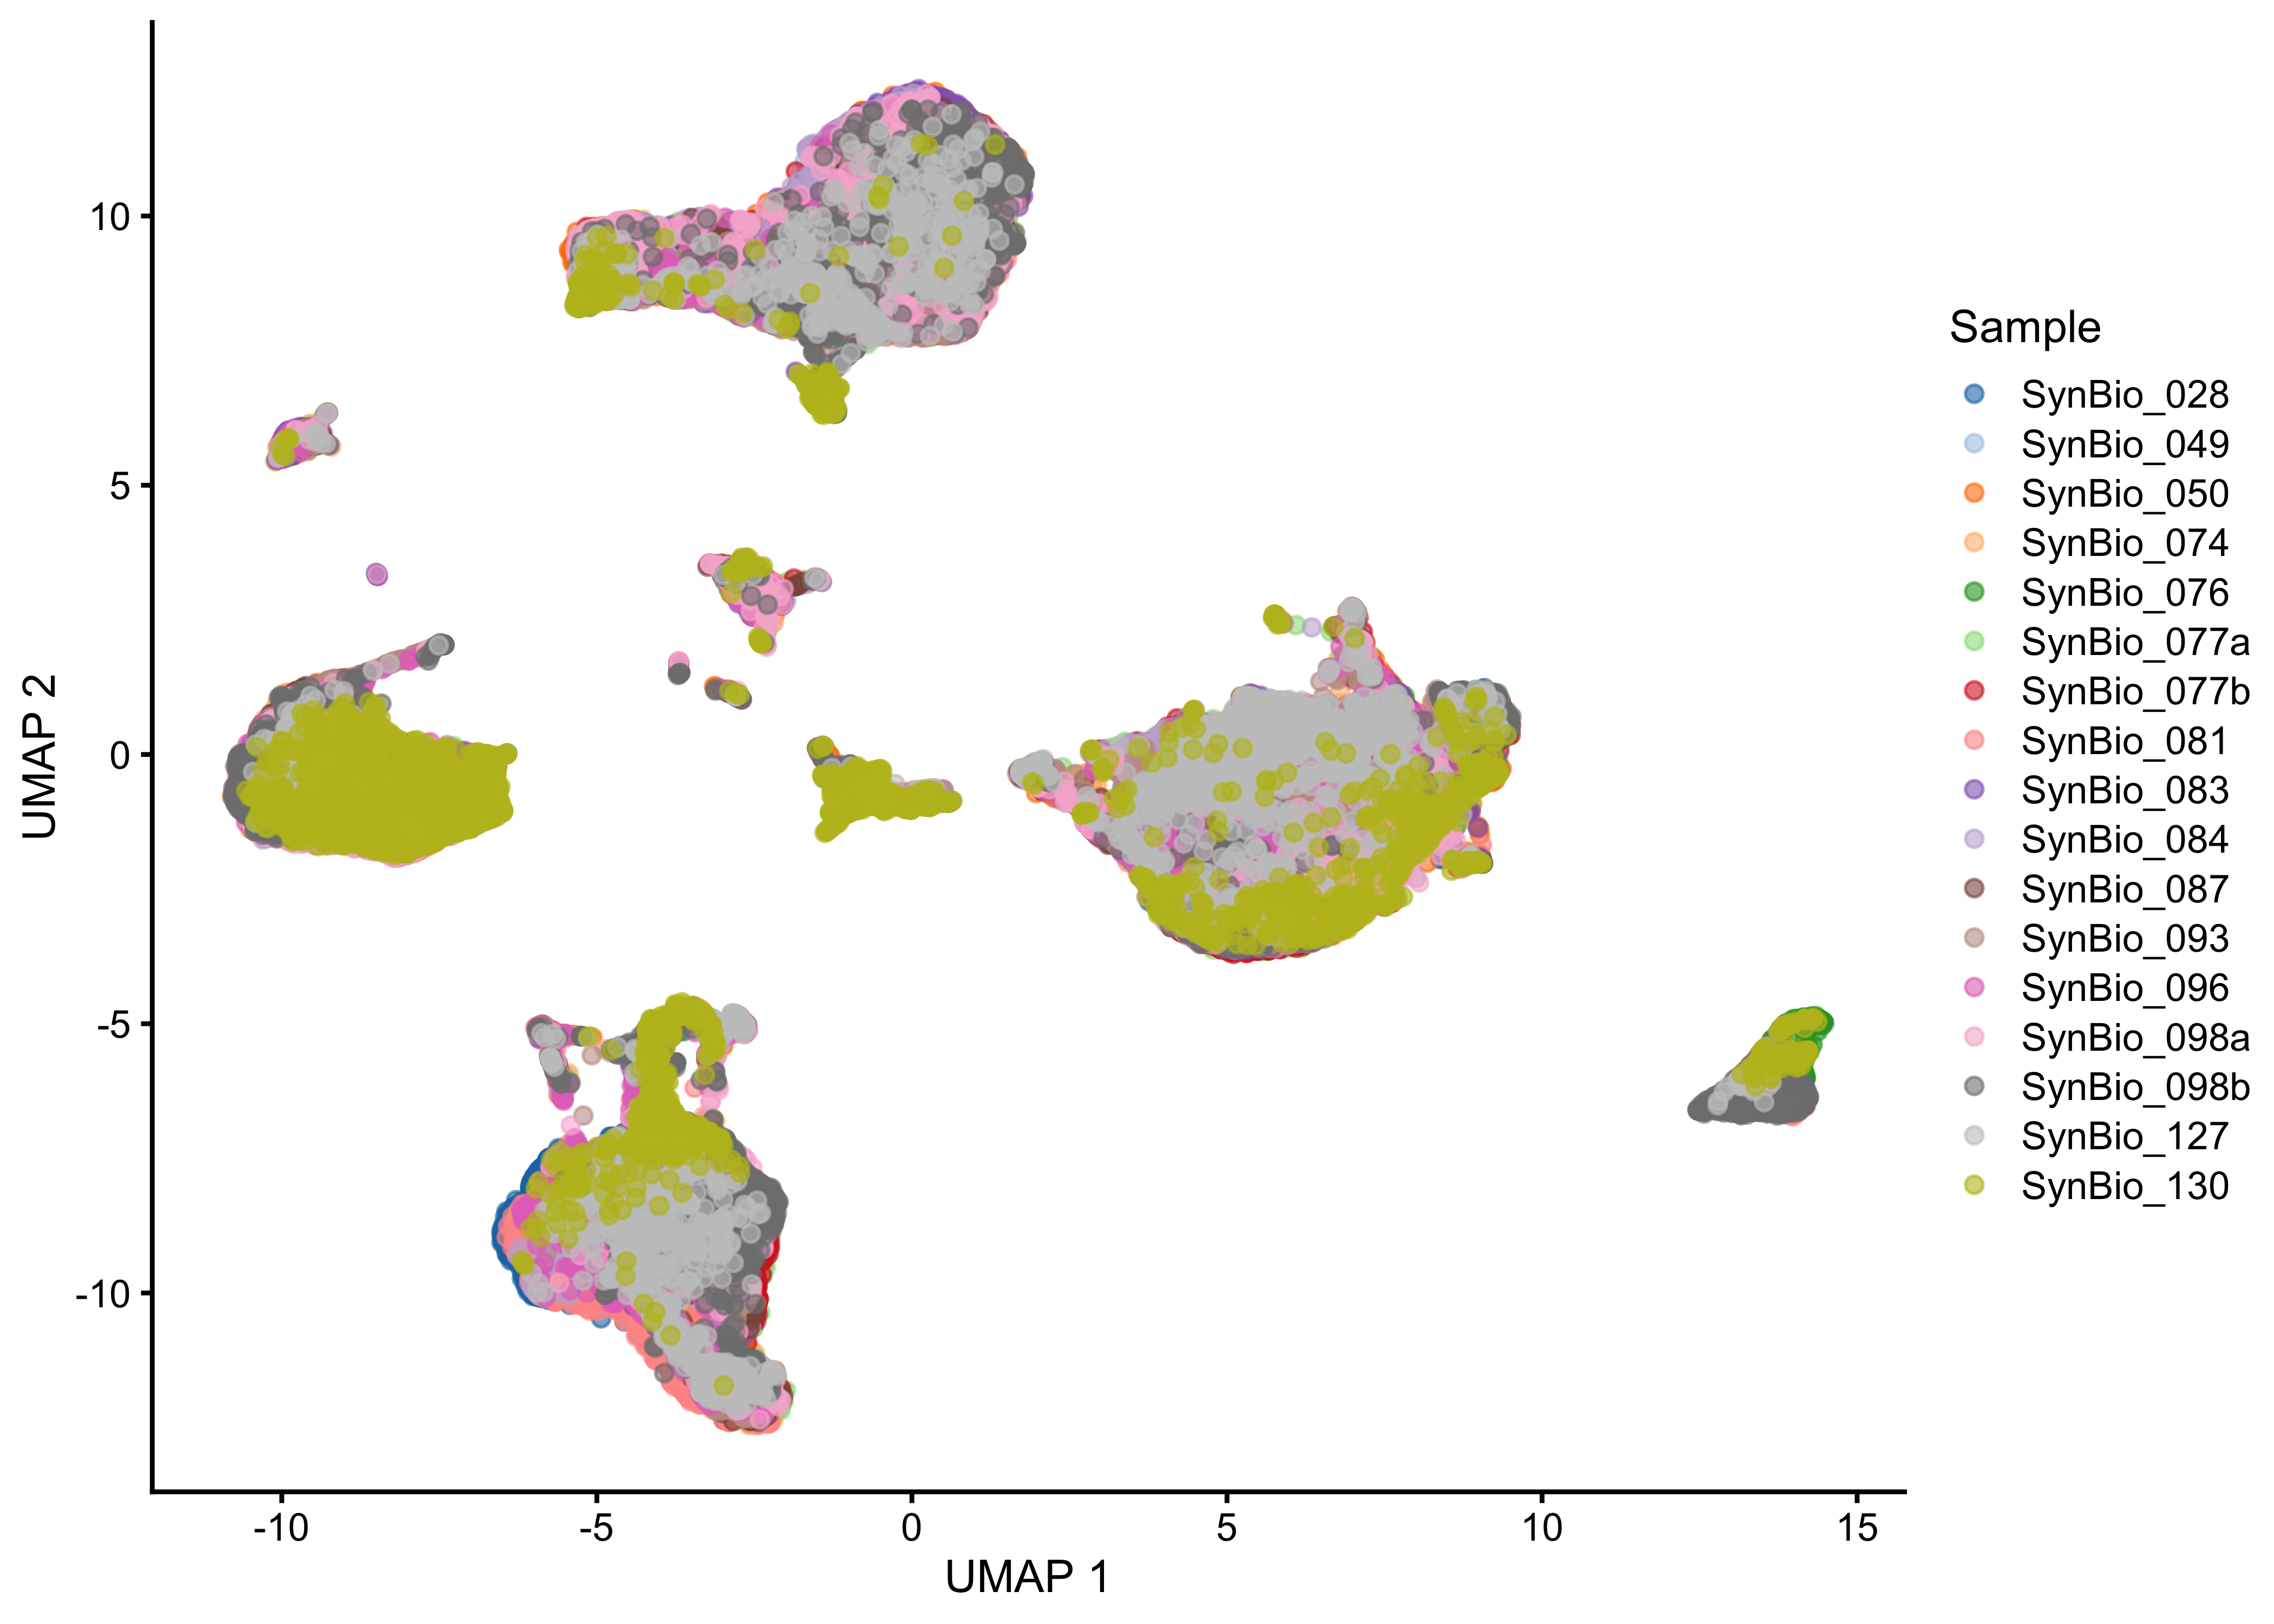 10
5
0
-5
-10
UMAP 2
-10
-5
0
5
10
15
UMAP 1
Sample
SynBio_028
SynBio_049
SynBio_050
SynBio_074
SynBio_076
SynBio_077a
SynBio_077b
SynBio_081
SynBio_083
SynBio_084
SynBio_087
SynBio_093
SynBio_096
SynBio_098a
SynBio_098b
SynBio_127
SynBio_130